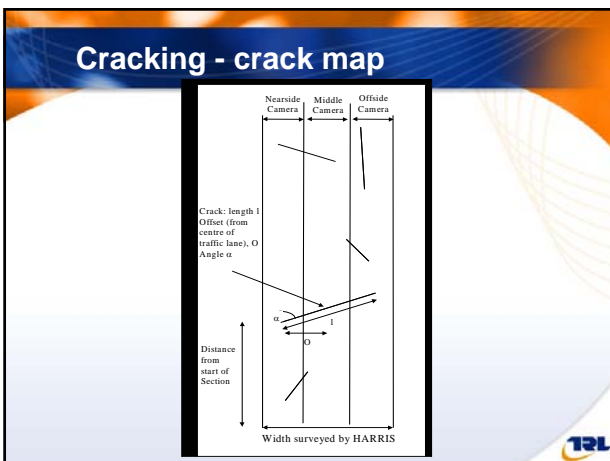 Cracking - crack map
Nearside Camera
Middle Camera
Offside Camera
Crack: length l
Offset (from
centre of
traffic lane), O
Angle α
α
l
O
Distance
from
start of
Section
Width surveyed by HARRIS
TRL